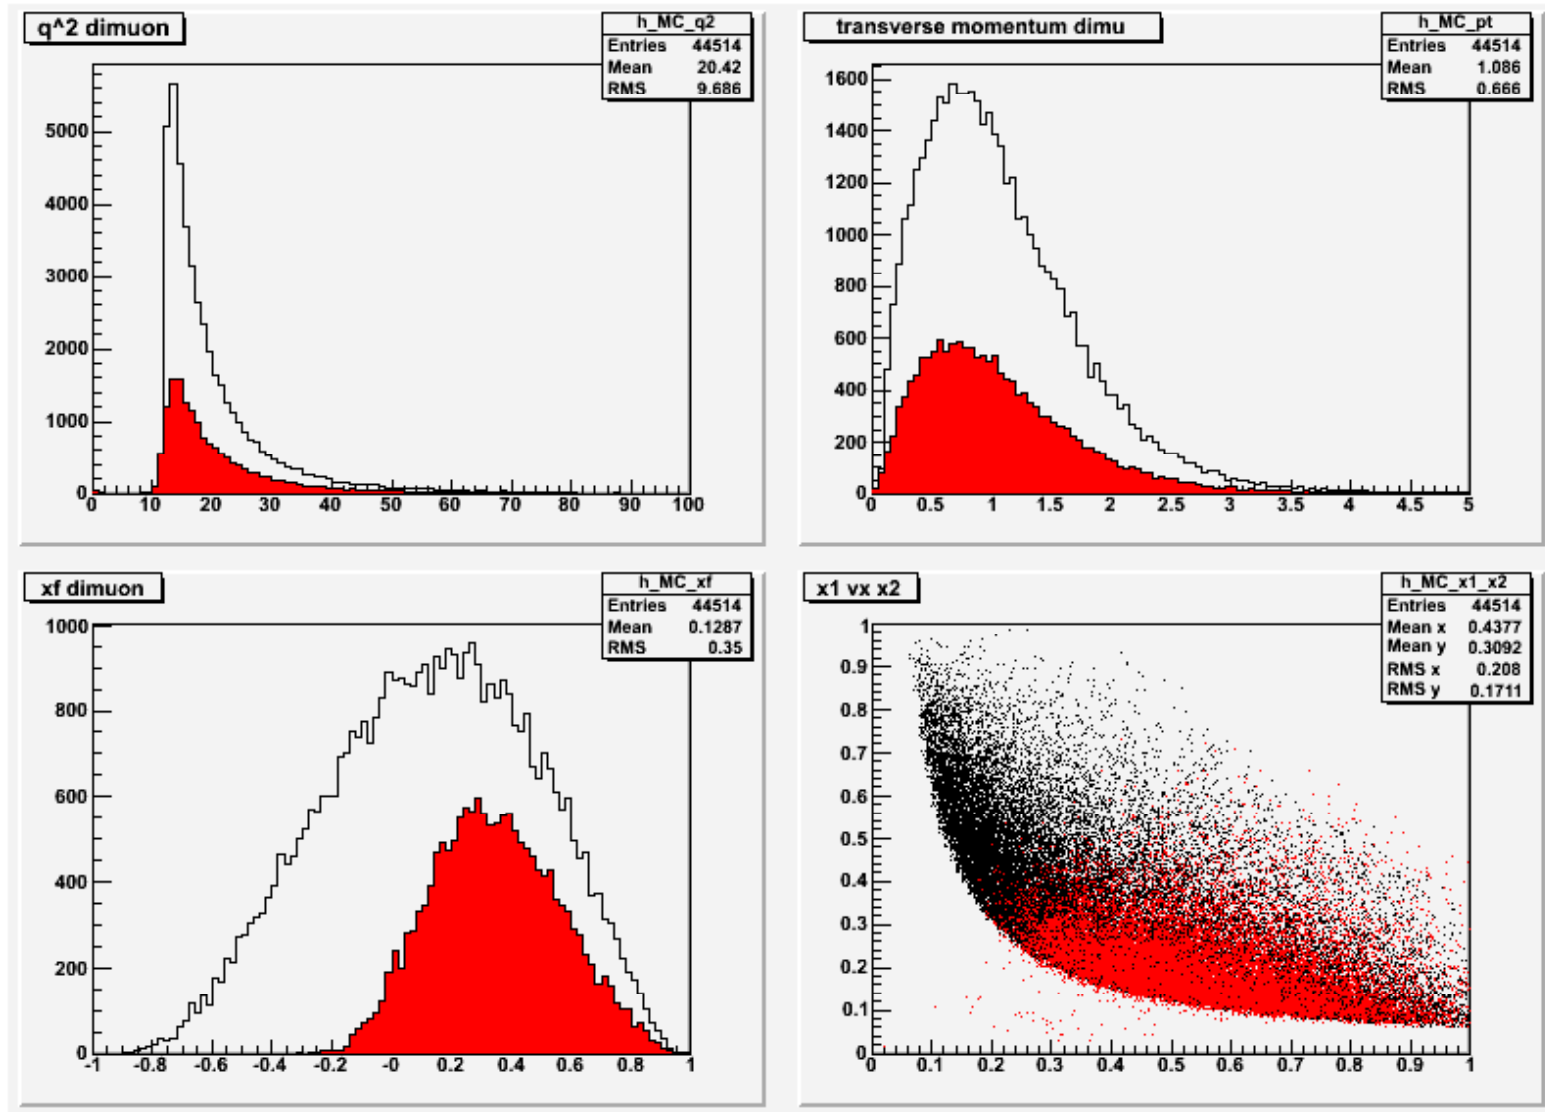 q^2 dimuon
h_MC_q2
Entries 44514
Mean 20.42
RMS 9.686
5000
4000
3000
2000
1000
0
0 10 20 30 40 50 60 70 80 90 100
transverse momentum dimu
h_MC_pt
Entries 44514
Mean 1.086
RMS 0.666
1600
1400
1200
1000
800
600
400
200
0
0 0.5 1 1.5 2 2.5 3 3.5 4 4.5 5
xf dimuon
h_MC_xf
Entries 44514
Mean 0.1287
RMS 0.35
1000
800
600
400
200
0
-1 -0.8 -0.6 -0.4 -0.2 -0 0.2 0.4 0.6 0.8 1
x1 vx x2
h_MC_x1_x2
Entries 44514
Mean x 0.4377
Mean y 0.3092
RMS x 0.208
RMS y 0.1711
1
0.9
0.8
0.7
0.6
0.5
0.4
0.3
0.2
0.1
0
0 0.1 0.2 0.3 0.4 0.5 0.6 0.7 0.8 0.9 1